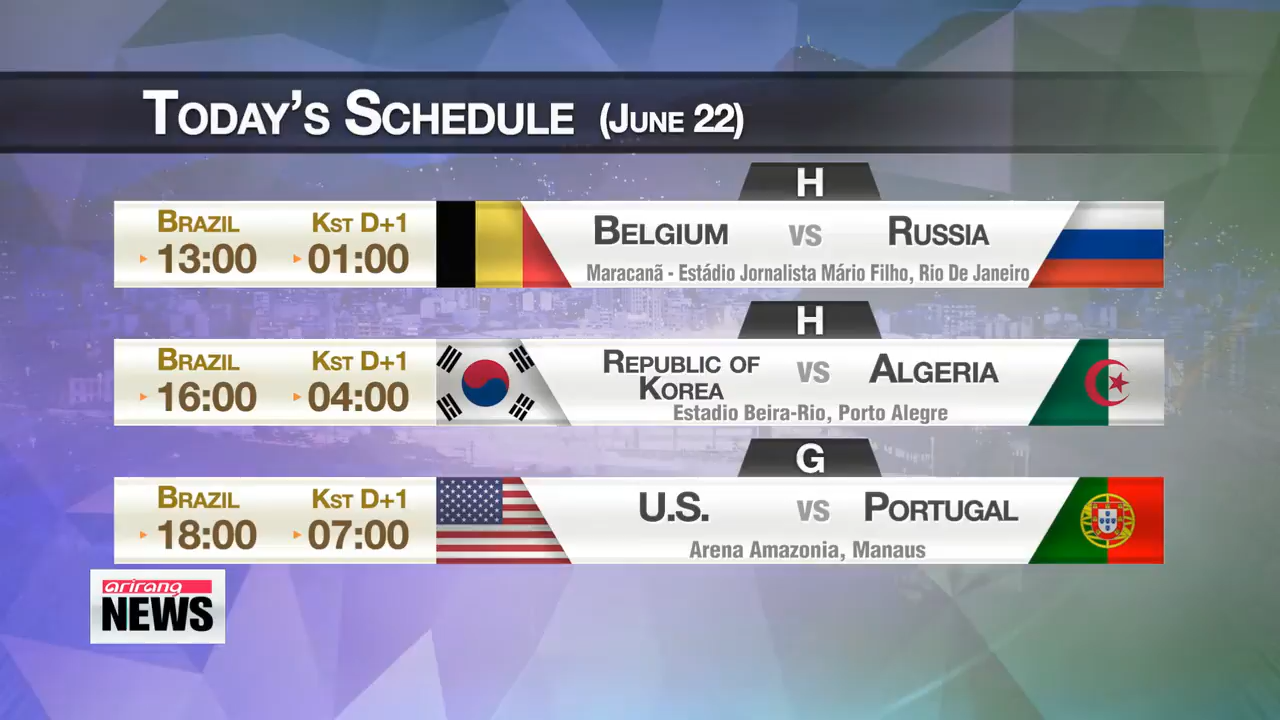 TODAY'S SCHEDULE (JUNE 22)
H
BRAZIL KST D+1
13:00 01:00
BELGIUM VS RUSSIA
Maracanã - Estádio Jornalista Mário Filho, Rio De Janeiro
H
BRAZIL KST D+1
16:00 04:00
REPUBLIC OF KOREA VS ALGERIA
Estadio Beira-Rio, Porto Alegre
G
BRAZIL KST D+1
18:00 07:00
U.S. VS PORTUGAL
Arena Amazonia, Manaus
arirang
NEWS